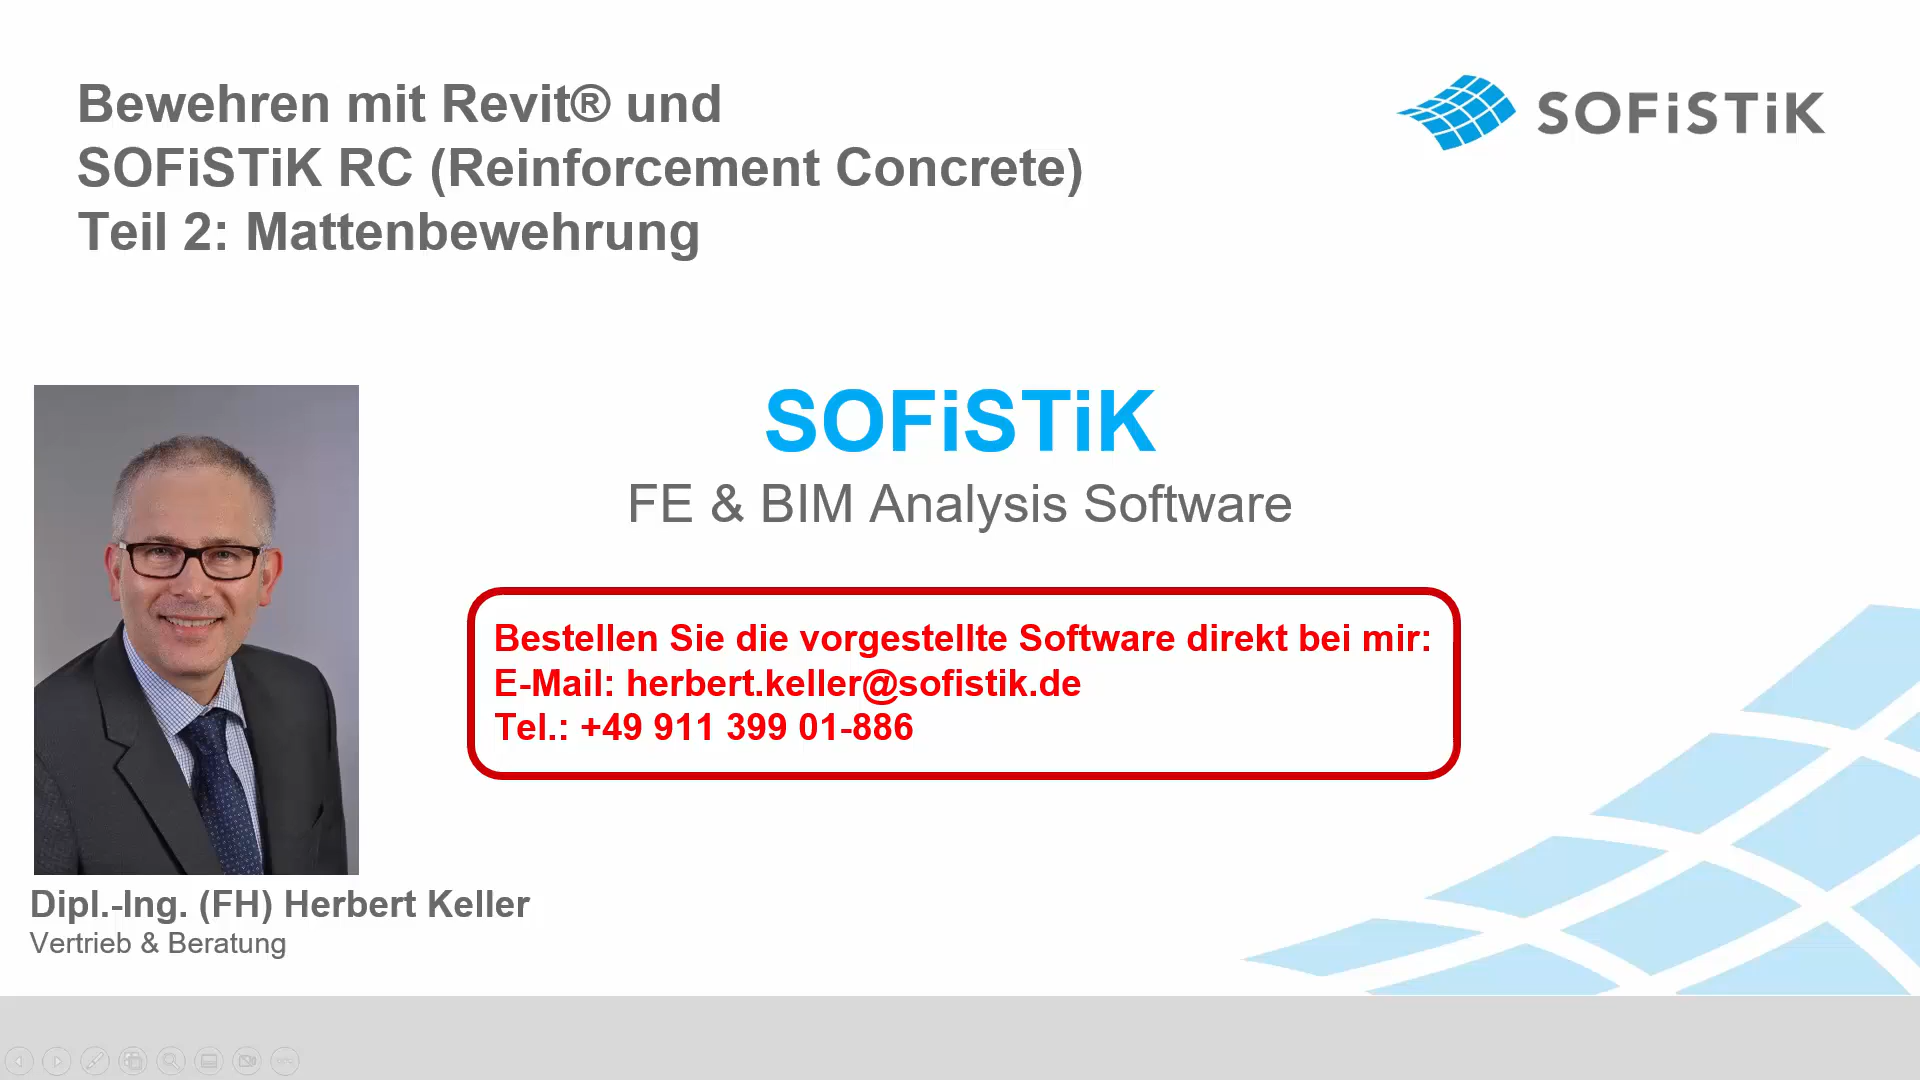 Bewehren mit Revit® und
SOFiSTiK RC (Reinforcement Concrete)
Teil 2: Mattenbewehrung
SOFiSTiK
SOFiSTiK
FE & BIM Analysis Software
Bestellen Sie die vorgestellte Software direkt bei mir:
E-Mail: herbert.keller@sofistik.de
Tel.: +49 911 399 01-886
Dipl.-Ing. (FH) Herbert Keller
Vertrieb & Beratung